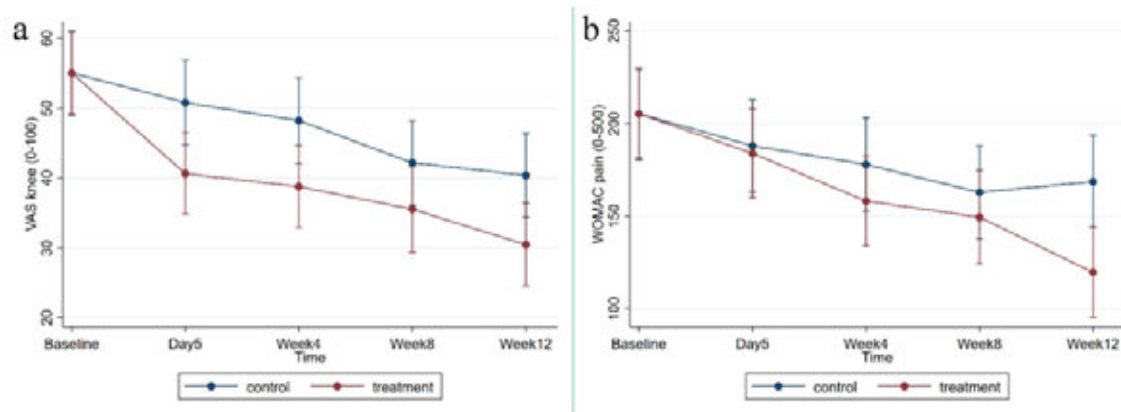 a
VAS knee (0-100)
60
50
40
30
20
Baseline Day5 Week4 Week8 Week12
Time
control treatment
b
WOMAC pain (0-500)
250
200
150
100
Baseline Day5 Week4 Week8 Week12
Time
control treatment